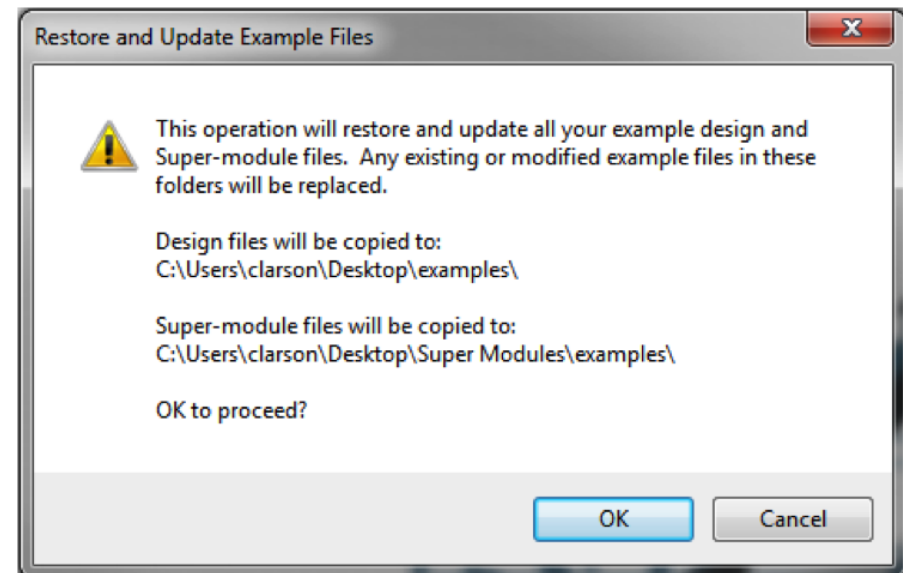 Restore and Update Example Files
This operation will restore and update all your example design and
Super-module files.  Any existing or modified example files in these
folders will be replaced.
Design files will be copied to:
C:\Users\clarson\Desktop\examples\
Super-module files will be copied to:
C:\Users\clarson\Desktop\Super Modules\examples\
OK to proceed?
OK
Cancel